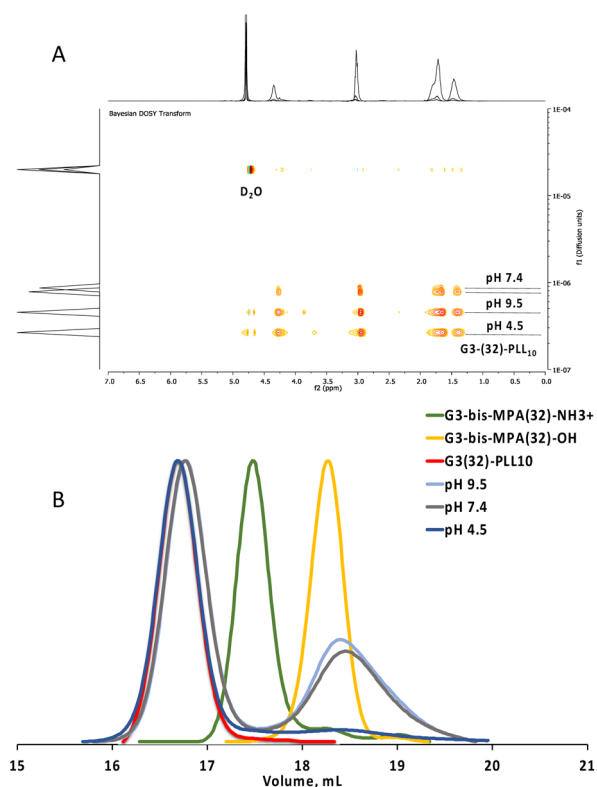 A
Bayesian DOSY Transform
1E-04
D₂O
1E-05
f1 (Diffusion units)
1E-06
pH 7.4
pH 9.5
pH 4.5
G3-(32)-PLL₁₀
1E-07
7.0 6.5 6.0 5.5 5.0 4.5 4.0 3.5 3.0 2.5 2.0 1.5 1.0 0.5 0.0
f2 (ppm)
B
G3-bis-MPA(32)-NH3+
G3-bis-MPA(32)-OH
G3(32)-PLL10
pH 9.5
pH 7.4
pH 4.5
15 16 17 18 19 20 21
Volume, mL